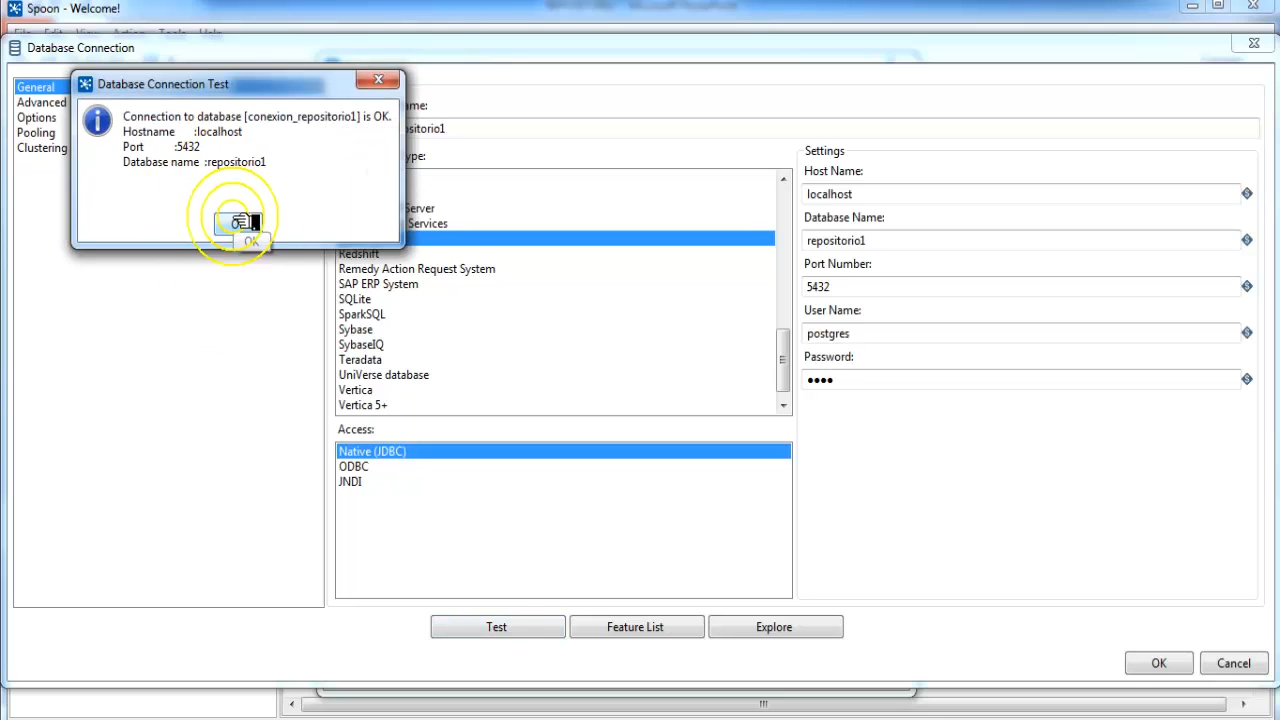 Spoon - Welcome!
Database Connection
General
Advanced
Options
Pooling
Clustering
Database Connection Test
Connection to database [conexion_repositorio1] is OK.
Hostname :localhost
Port :5432
Database name :repositorio1
OK
Server
Services
Redshift
Remedy Action Request System
SAP ERP System
SQLite
SparkSQL
Sybase
SybaseIQ
Teradata
UniVerse database
Vertica
Vertica 5+
Access:
Native (JDBC)
ODBC
JNDI
Settings
Host Name:
localhost
Database Name:
repositorio1
Port Number:
5432
User Name:
postgres
Password:
••••
Test
Feature List
Explore
OK
Cancel